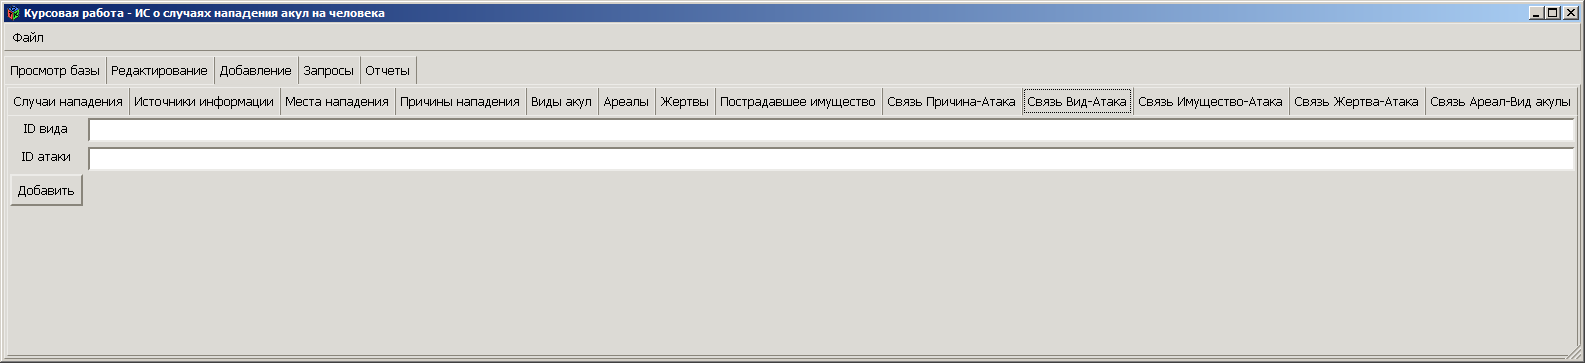 Курсовая работа - ИС о случаях нападения акул на человека
Файл
Просмотр базы Редактирование Добавление Запросы Отчеты
Случаи нападения Источники информации Места нападения Причины нападения Виды акул Ареалы Жертвы Пострадавшее имущество Связь Причина-Атака Связь Вид-Атака Связь Имущество-Атака Связь Жертва-Атака Связь Ареал-Вид акулы
ID вида
ID атаки
Добавить